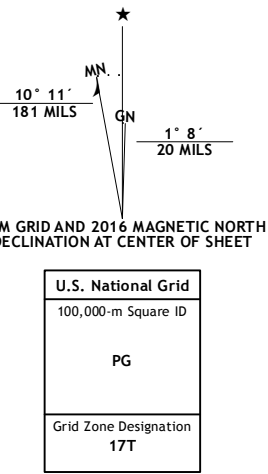 MN
GN
10° 11´
181 MILS
1° 8´
20 MILS
M GRID AND 2016 MAGNETIC NORTH
DECLINATION AT CENTER OF SHEET
U.S. National Grid
100,000-m Square ID
PG
Grid Zone Designation
17T